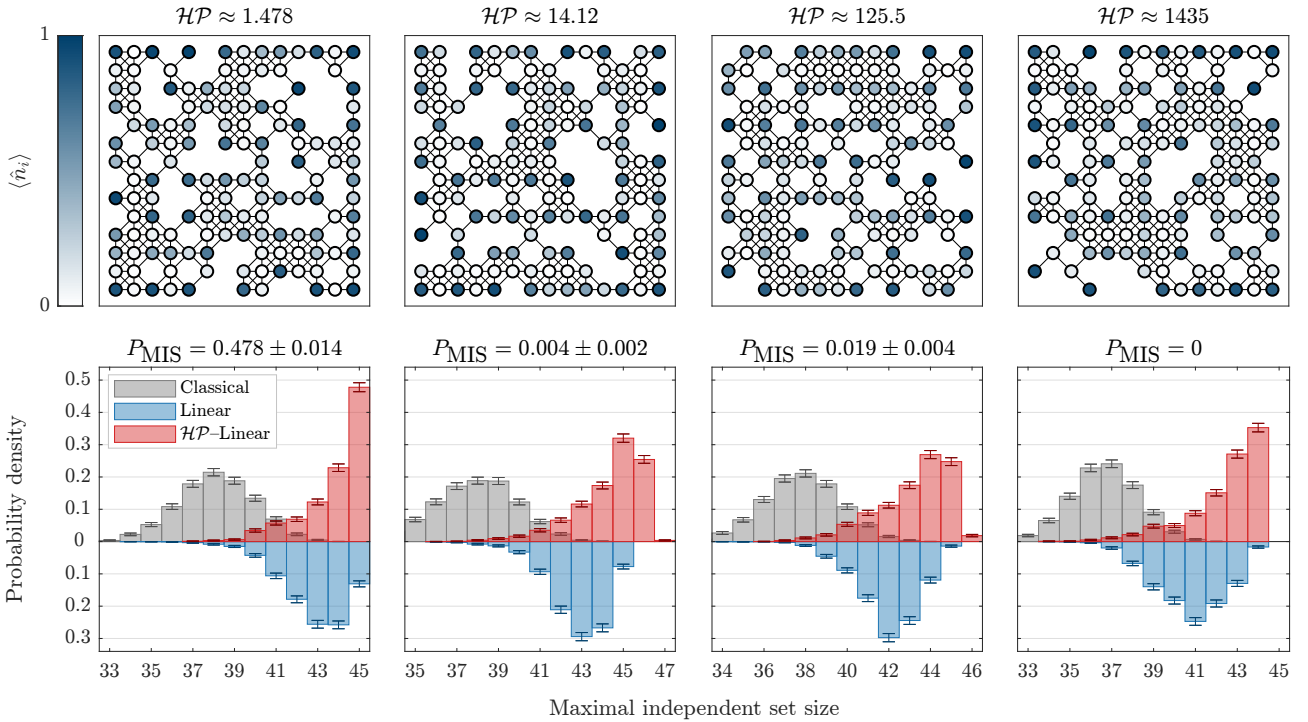 𝓗𝓟 ≈ 1.478
𝓗𝓟 ≈ 14.12
𝓗𝓟 ≈ 125.5
𝓗𝓟 ≈ 1435
1
⟨n̂ᵢ⟩
0
P_MIS = 0.478 ± 0.014
P_MIS = 0.004 ± 0.002
P_MIS = 0.019 ± 0.004
P_MIS = 0
Probability density
0.5
0.4
0.3
0.2
0.1
0
0.1
0.2
0.3
Classical
Linear
𝓗𝓟–Linear
33 35 37 39 41 43 45
35 37 39 41 43 45 47
34 36 38 40 42 44 46
33 35 37 39 41 43 45
Maximal independent set size